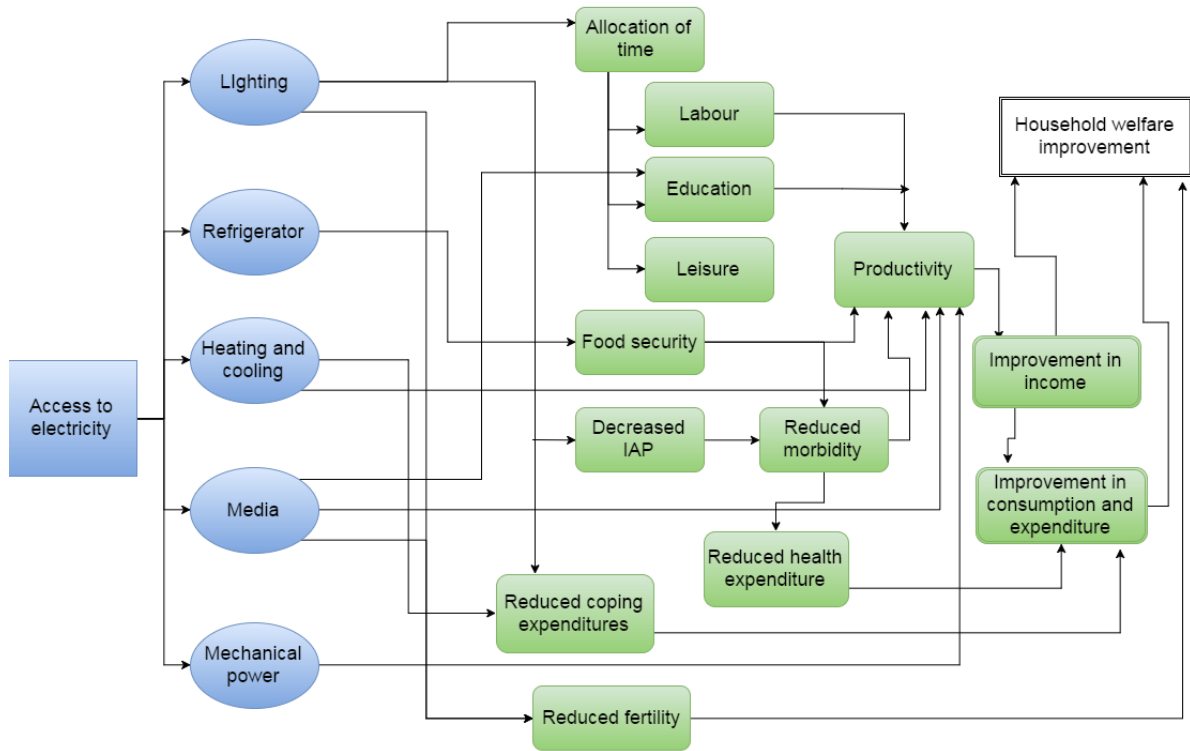 Allocation of
time
LIghting
Labour
Household welfare
improvement
Education
Refrigerator
Leisure
Productivity
Food security
Heating and
cooling
Improvement in
income
Access to
electricity
Decreased
IAP
Reduced
morbidity
Media
Improvement in
consumption and
expenditure
Reduced health
expenditure
Reduced coping
expenditures
Mechanical
power
Reduced fertility